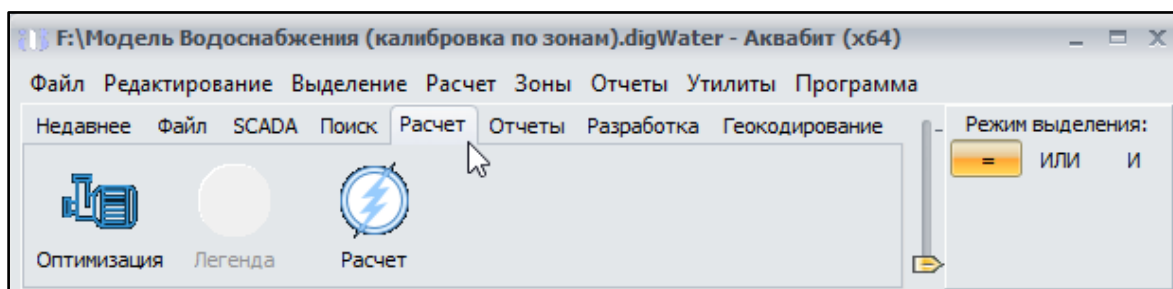 F:\Модель Водоснабжения (калибровка по зонам).digWater - Аквабит (x64)
Файл Редактирование Выделение Расчет Зоны Отчеты Утилиты Программа
Недавнее Файл SCADA Поиск Расчет Отчеты Разработка Геокодирование
Режим выделения:
= ИЛИ И
Оптимизация Легенда Расчет